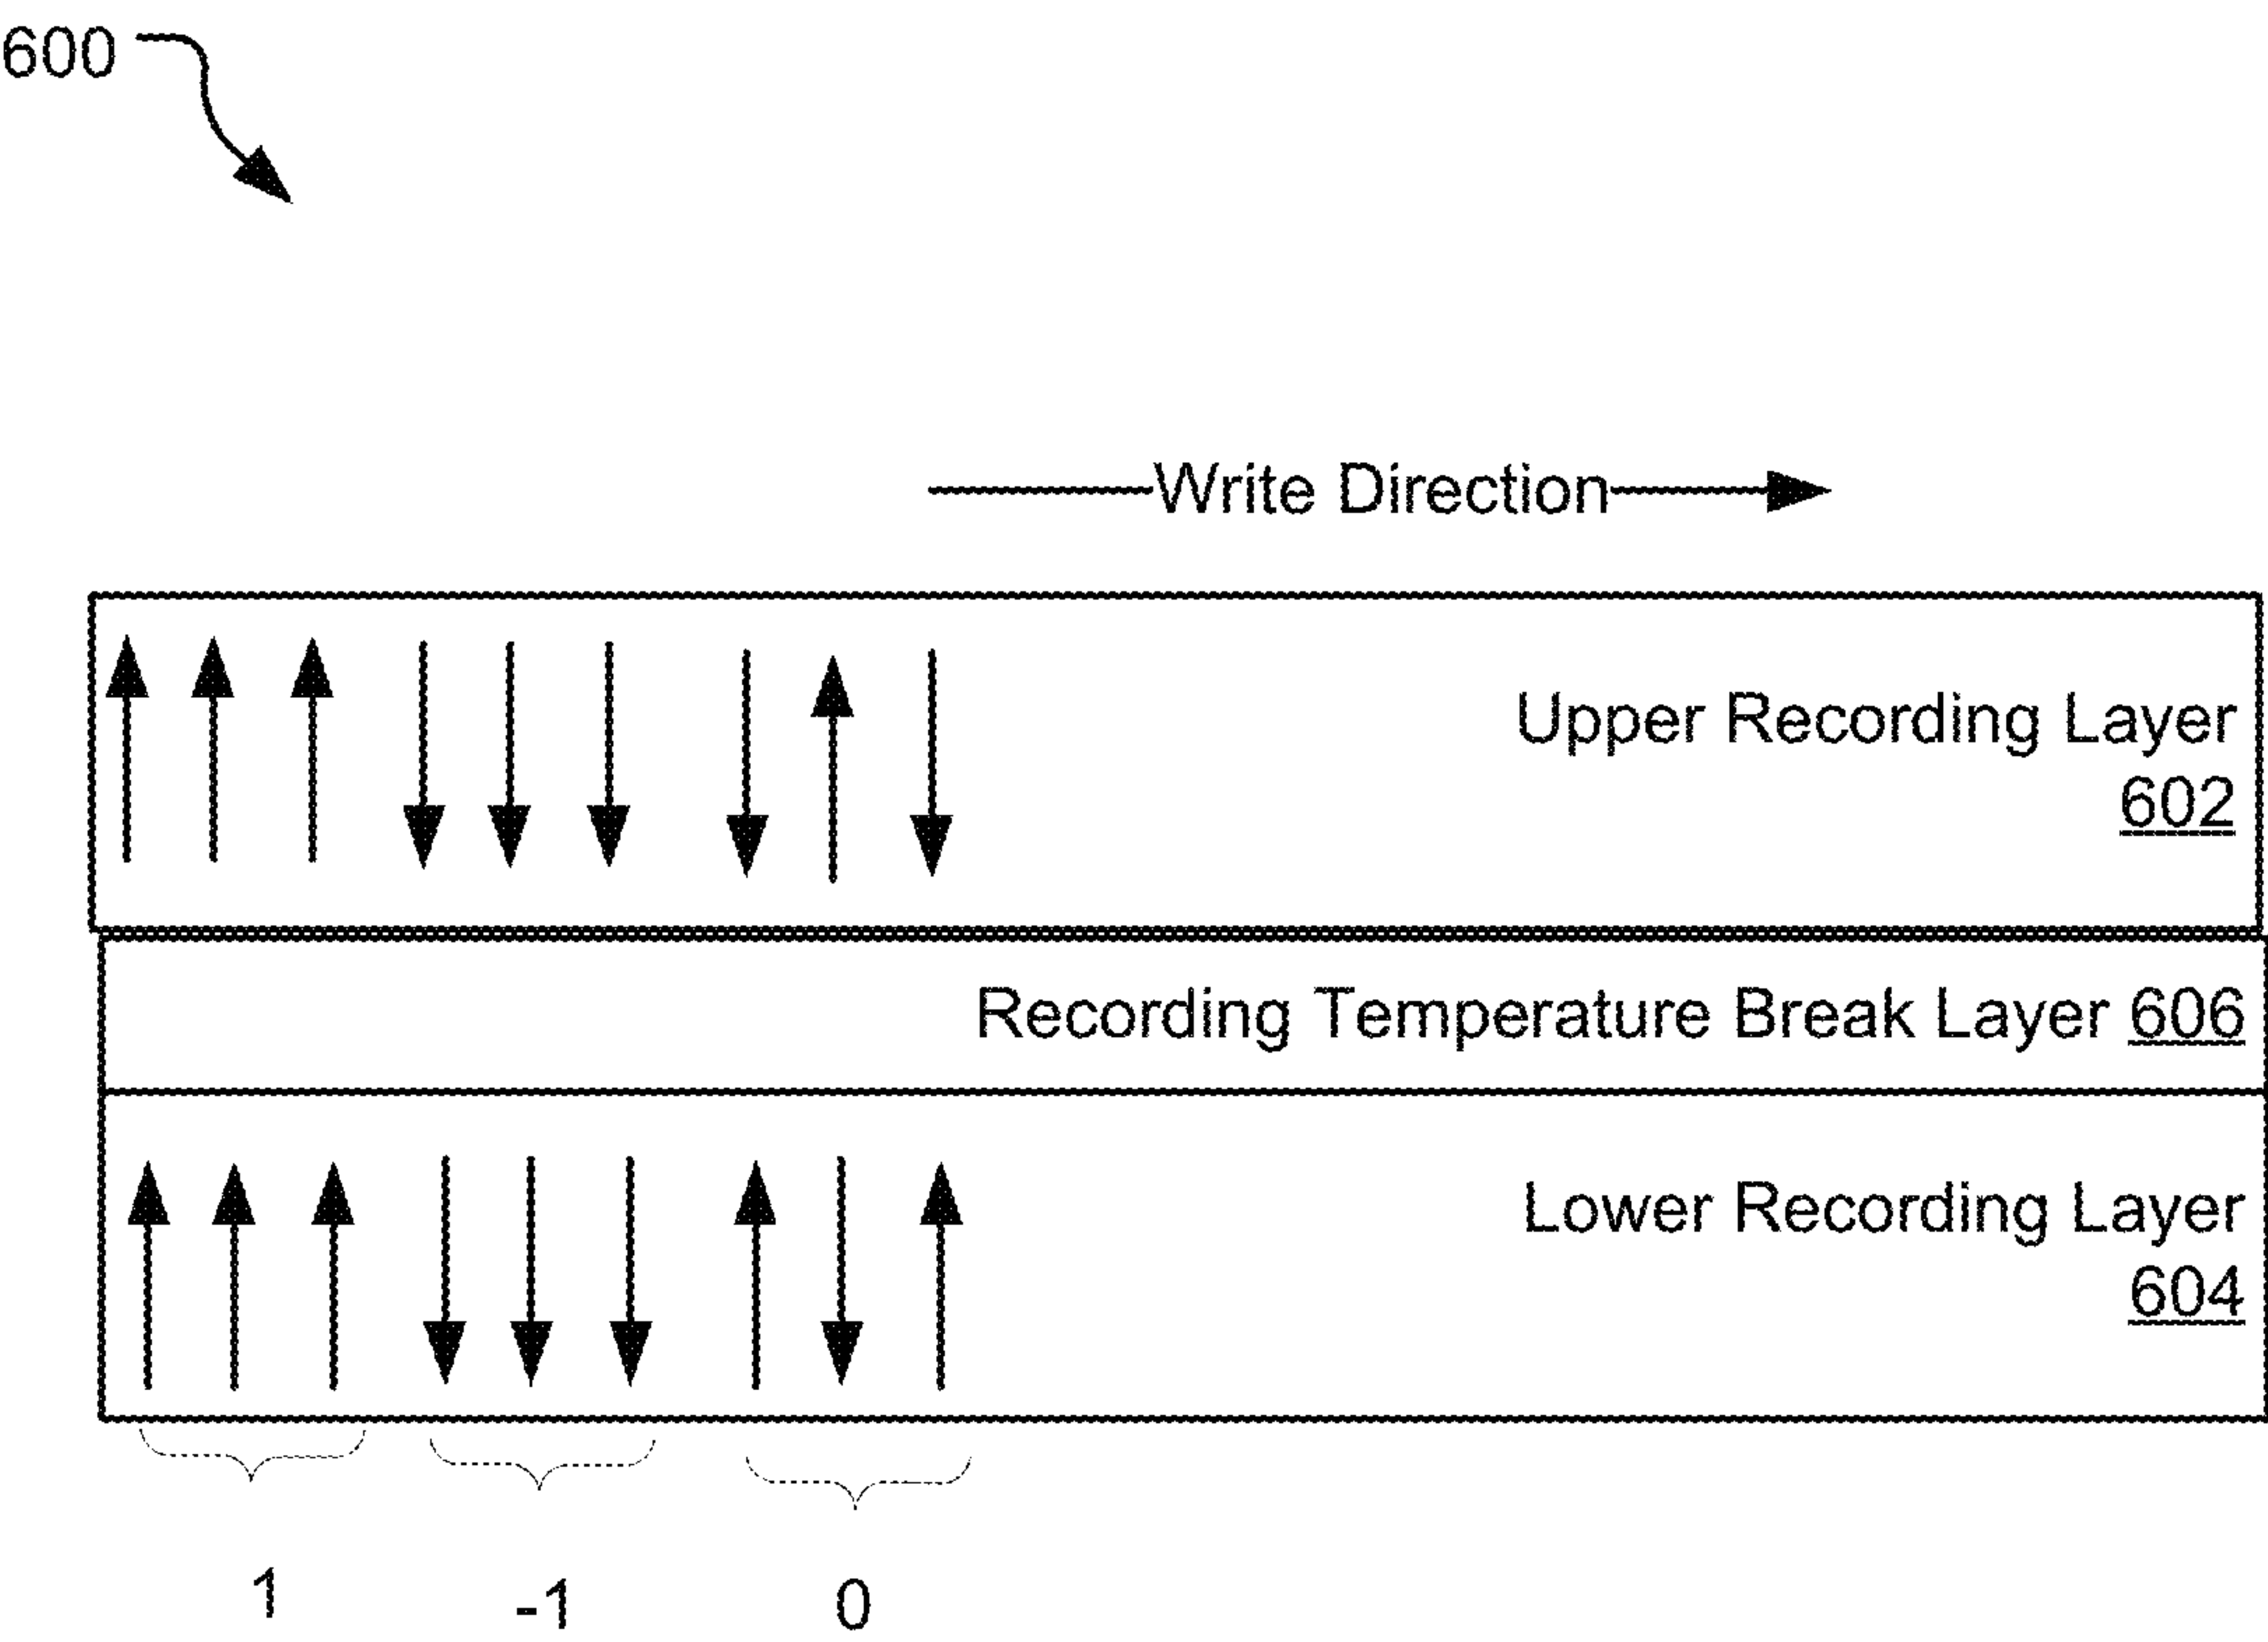 600
Write Direction
Upper Recording Layer
602
Recording Temperature Break Layer 606
Lower Recording Layer
604
1 -1 0